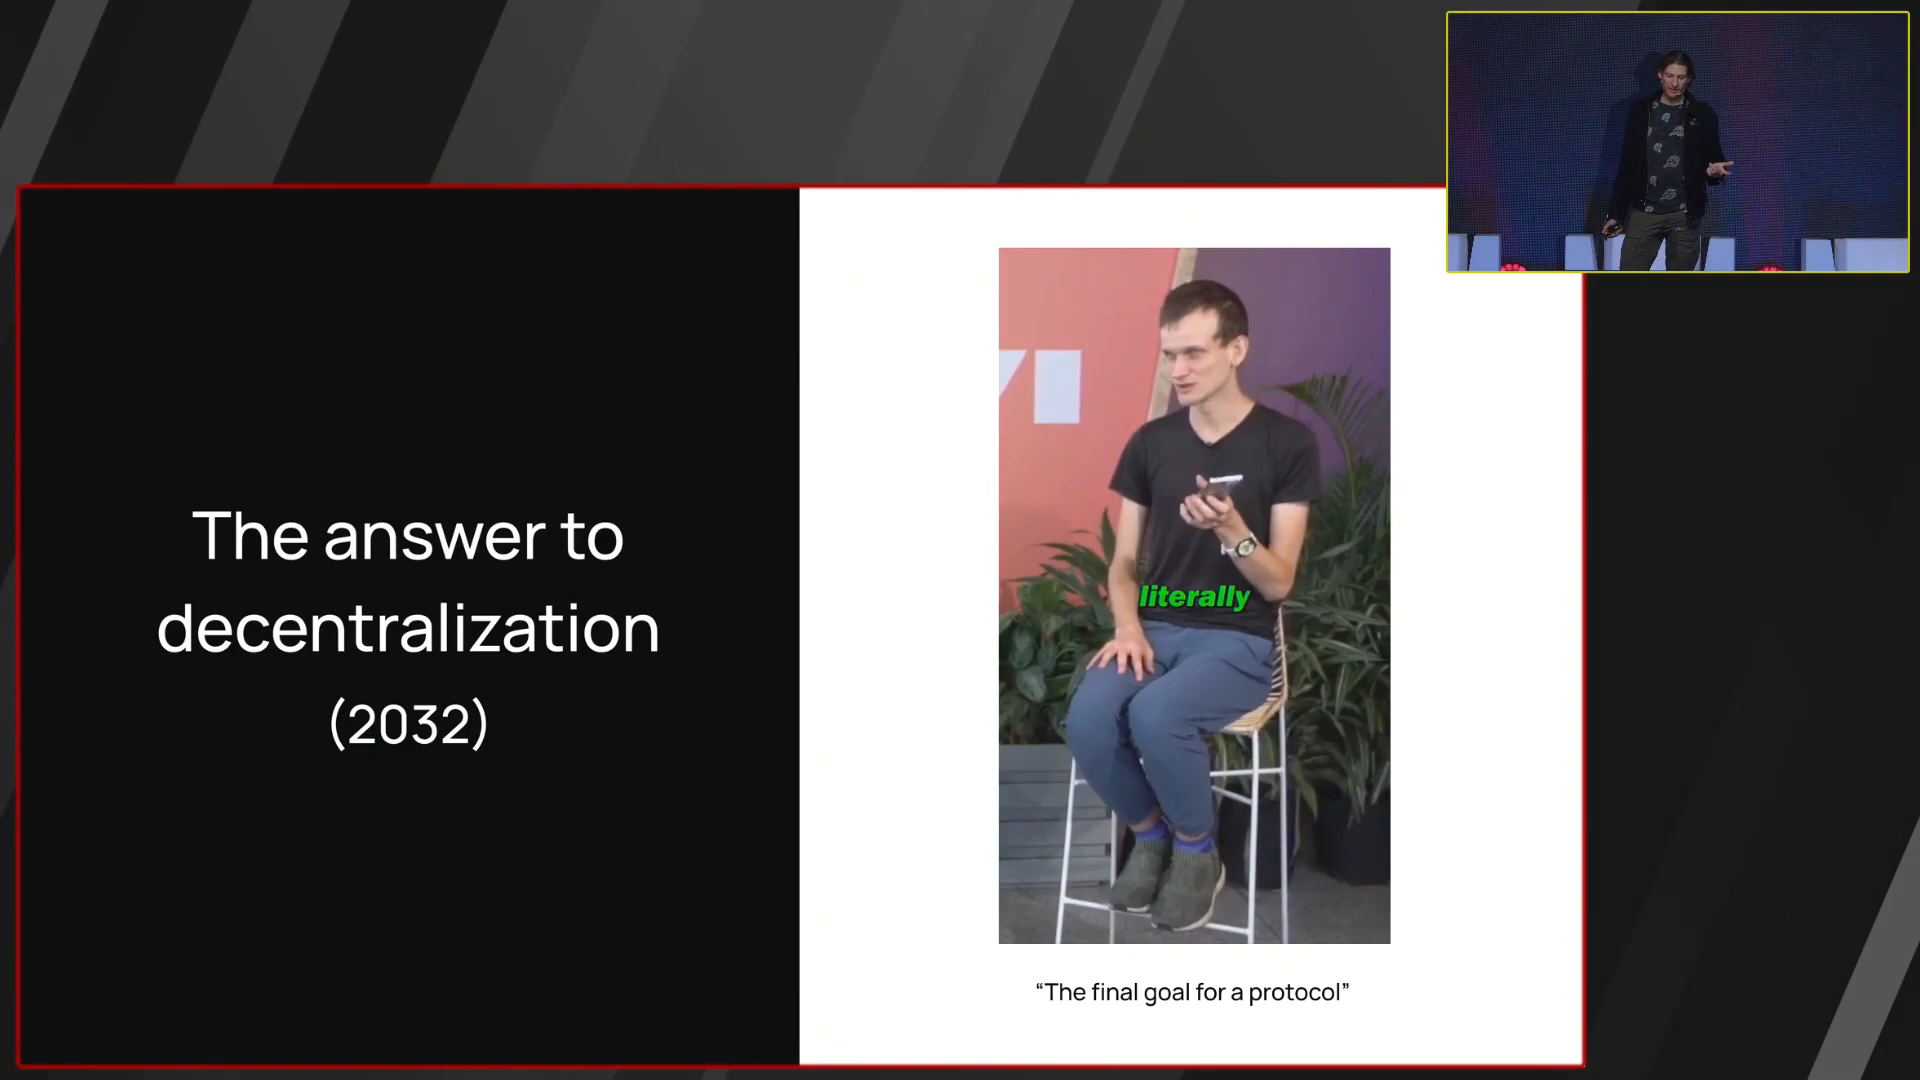 The answer to
decentralization
(2032)
literally
“The final goal for a protocol”